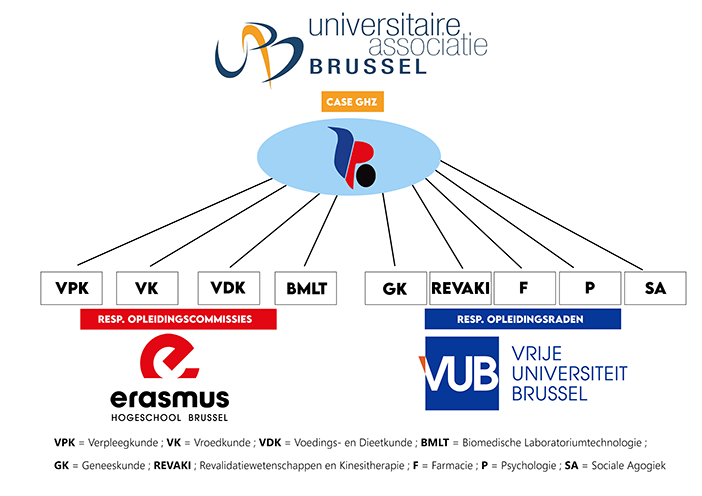 universitaire
associatie
BRUSSEL
CASE GHZ
VPK VK VDK BMLT GK REVAKI F P SA
RESP. OPLEIDINGSCOMMISSIES RESP. OPLEIDINGSRADEN
erasmus
HOGESCHOOL BRUSSEL
VUB
VRIJE
UNIVERSITEIT
BRUSSEL
VPK = Verpleegkunde ; VK = Vroedkunde ; VDK = Voedings- en Dieetkunde ; BMLT = Biomedische Laboratoriumtechnologie ;
GK = Geneeskunde ; REVAKI ; Revalidatiewetenschappen en Kinesitherapie ; F = Farmacie ; P = Psychologie ; SA = Sociale Agogiek